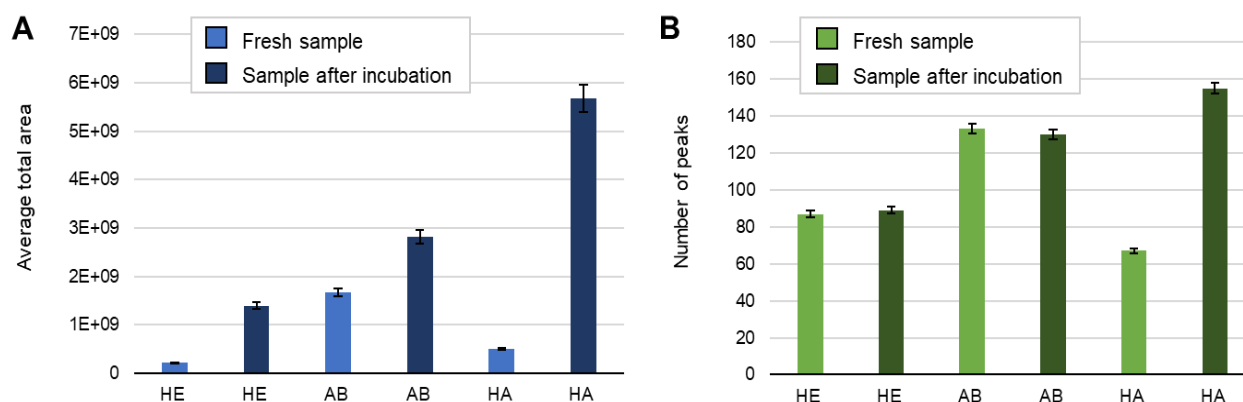 A
Average total area
7E+09
6E+09
5E+09
4E+09
3E+09
2E+09
1E+09
0
Fresh sample
Sample after incubation
HE HE AB AB HA HA
B
Number of peaks
180
160
140
120
100
80
60
40
20
0
Fresh sample
Sample after incubation
HE HE AB AB HA HA